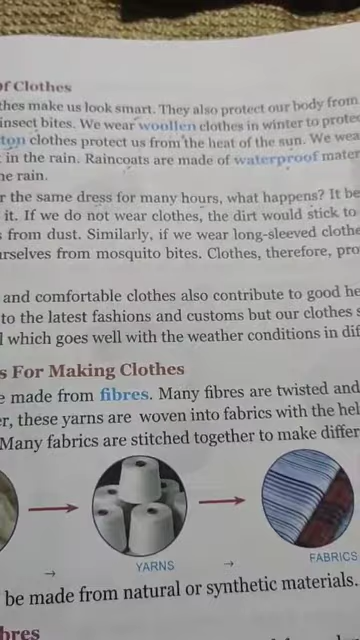 of Clothes
thes make us look smart. They also protect our body from
insect bites. We wear woollen clothes in winter to protec
ton clothes protect us from the heat of the sun. We wea
in the rain. Raincoats are made of waterproof mater
he rain.
r the same dress for many hours, what happens? It be
it. If we do not wear clothes, the dirt would stick to
from dust. Similarly, if we wear long-sleeved clothe
urselves from mosquito bites. Clothes, therefore, pro
and comfortable clothes also contribute to good he
to the latest fashions and customs but our clothes s
l which goes well with the weather conditions in dif
s For Making Clothes
e made from fibres. Many fibres are twisted and
er, these yarns are woven into fabrics with the hel
Many fabrics are stitched together to make differ
YARNS
FABRICS
be made from natural or synthetic materials.
bres